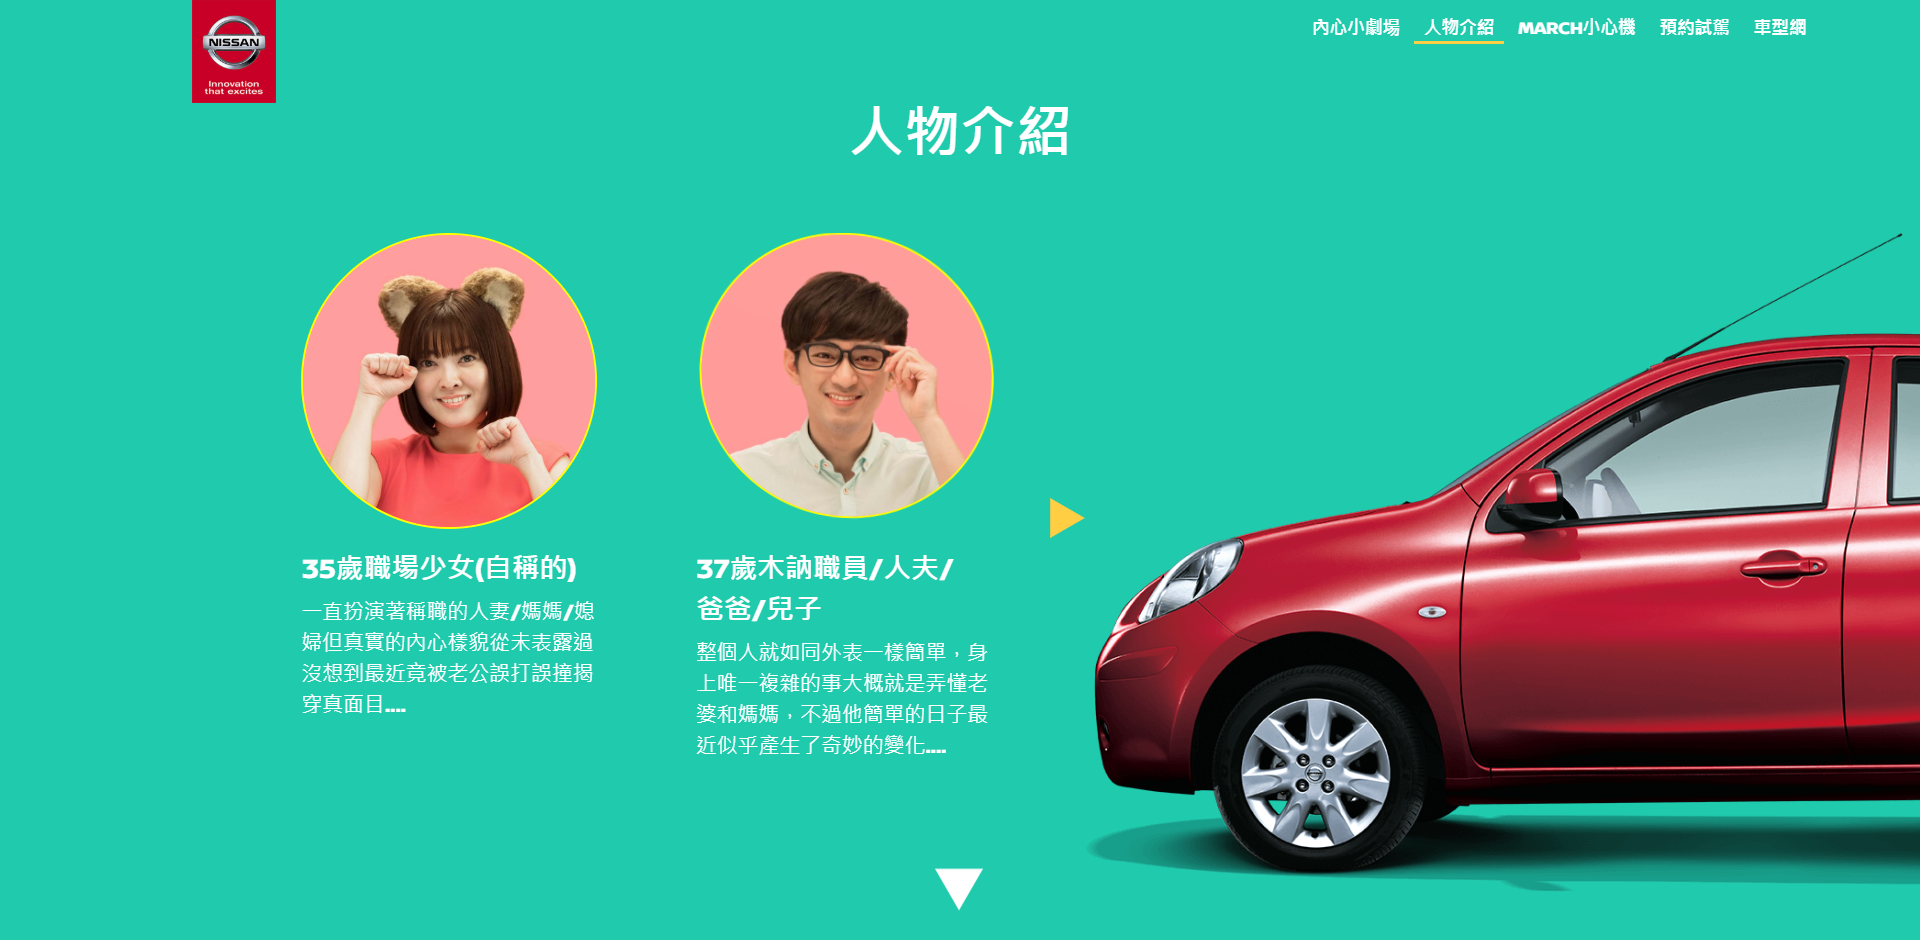 NISSAN
Innovation
that excites
內心小劇場
人物介紹
MARCH小心機
預約試駕
車型網
人物介紹
35歲職場少女(自稱的)
一直扮演著稱職的人妻/媽媽/媳
婦但真實的內心樣貌從未表露過
沒想到最近竟被老公誤打誤撞揭
穿真面目....
37歲木訥職員/人夫/
爸爸/兒子
整個人就如同外表一樣簡單，身
上唯一複雜的事大概就是弄懂老
婆和媽媽，不過他簡單的日子最
近似乎產生了奇妙的變化....